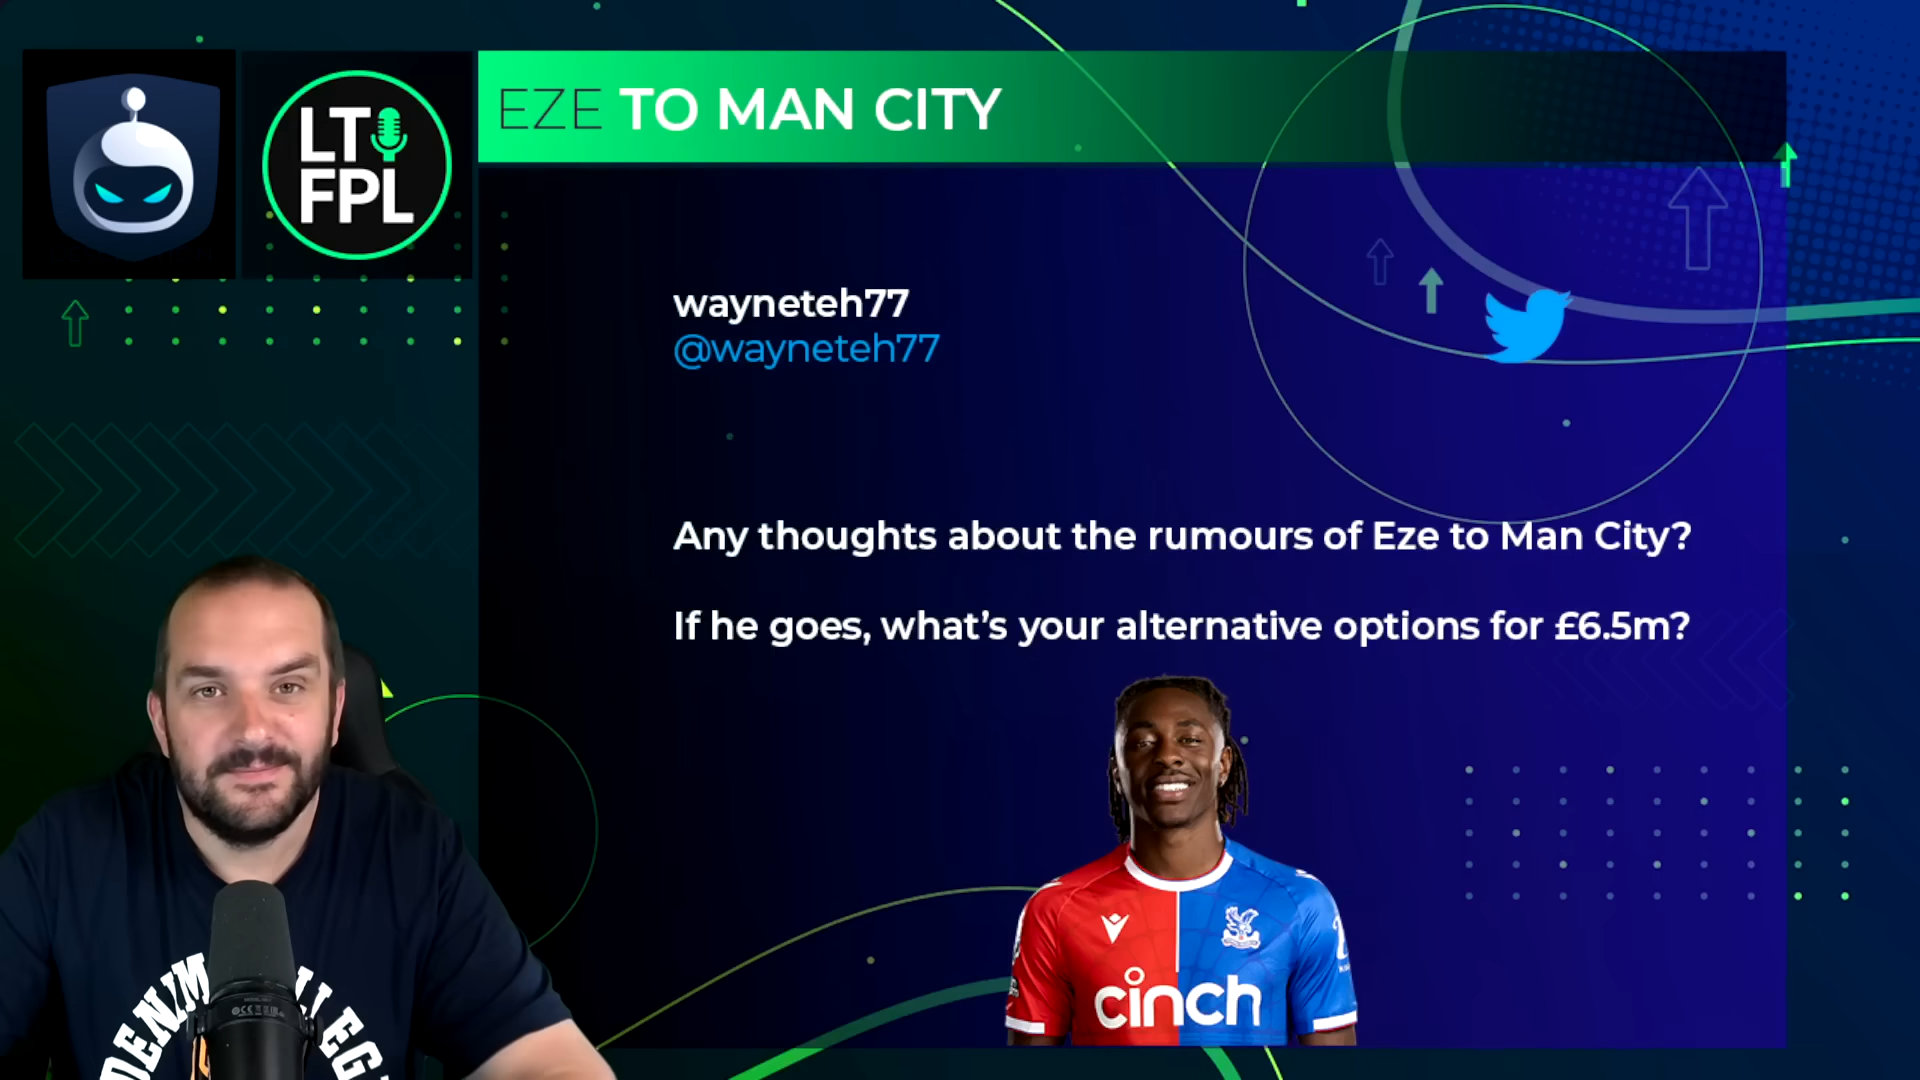 LT
FPL
EZE TO MAN CITY
wayneteh77
@wayneteh77
Any thoughts about the rumours of Eze to Man City?
If he goes, what's your alternative options for £6.5m?
cinch
DENIM